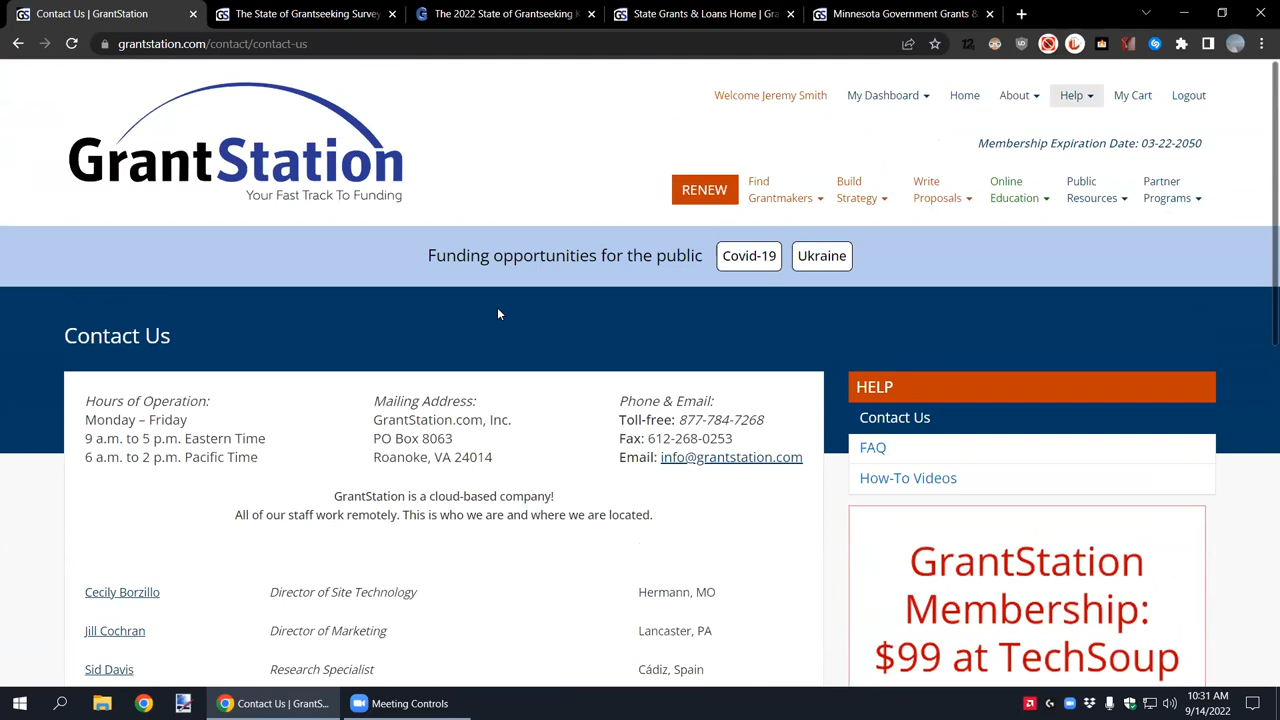 Contact Us | GrantStation
The State of Grantseeking Survey
The 2022 State of Grantseeking
State Grants & Loans Home | Gra
Minnesota Government Grants &
grantstation.com/contact/contact-us
Welcome Jeremy Smith
My Dashboard
Home
About
Help
My Cart
Logout
GrantStation
Your Fast Track To Funding
Membership Expiration Date: 03-22-2050
RENEW
Find
Grantmakers
Build
Strategy
Write
Proposals
Online
Education
Public
Resources
Partner
Programs
Funding opportunities for the public
Covid-19
Ukraine
Contact Us
Hours of Operation:
Monday – Friday
9 a.m. to 5 p.m. Eastern Time
6 a.m. to 2 p.m. Pacific Time
Mailing Address:
GrantStation.com, Inc.
PO Box 8063
Roanoke, VA 24014
Phone & Email:
Toll-free: 877-784-7268
Fax: 612-268-0253
Email: info@grantstation.com
GrantStation is a cloud-based company!
All of our staff work remotely. This is who we are and where we are located.
Cecily Borzillo Director of Site Technology Hermann, MO
Jill Cochran Director of Marketing Lancaster, PA
Sid Davis Research Specialist Cádiz, Spain
HELP
Contact Us
FAQ
How-To Videos
GrantStation
Membership:
$99 at TechSoup
Contact Us | GrantS...
Meeting Controls
10:31 AM
9/14/2022